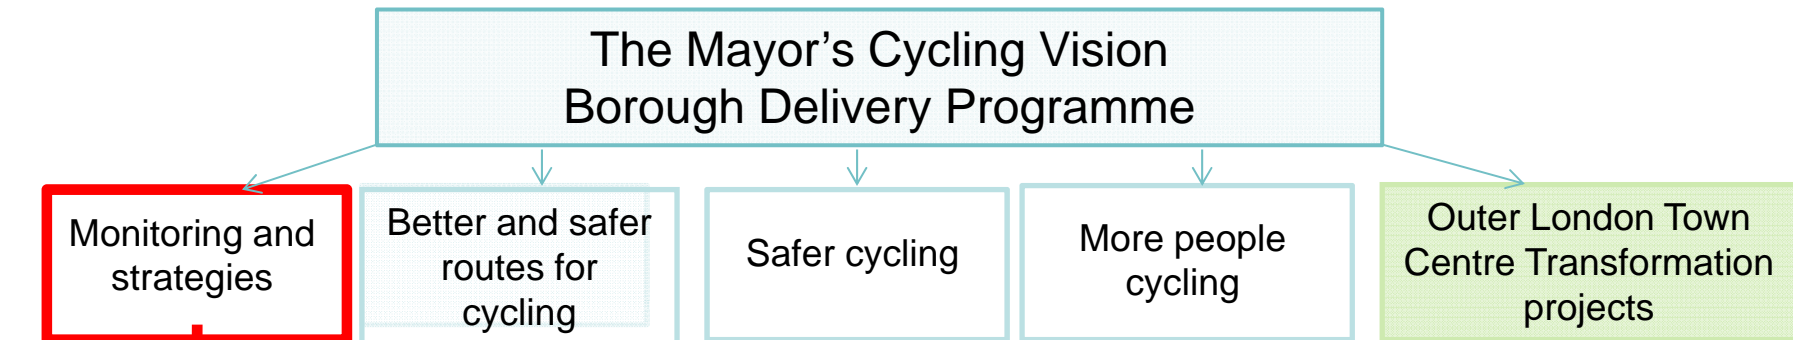 The Mayor’s Cycling Vision
Borough Delivery Programme
Monitoring and
strategies
Better and safer
routes for
cycling
Safer cycling
More people
cycling
Outer London Town
Centre Transformation
projects